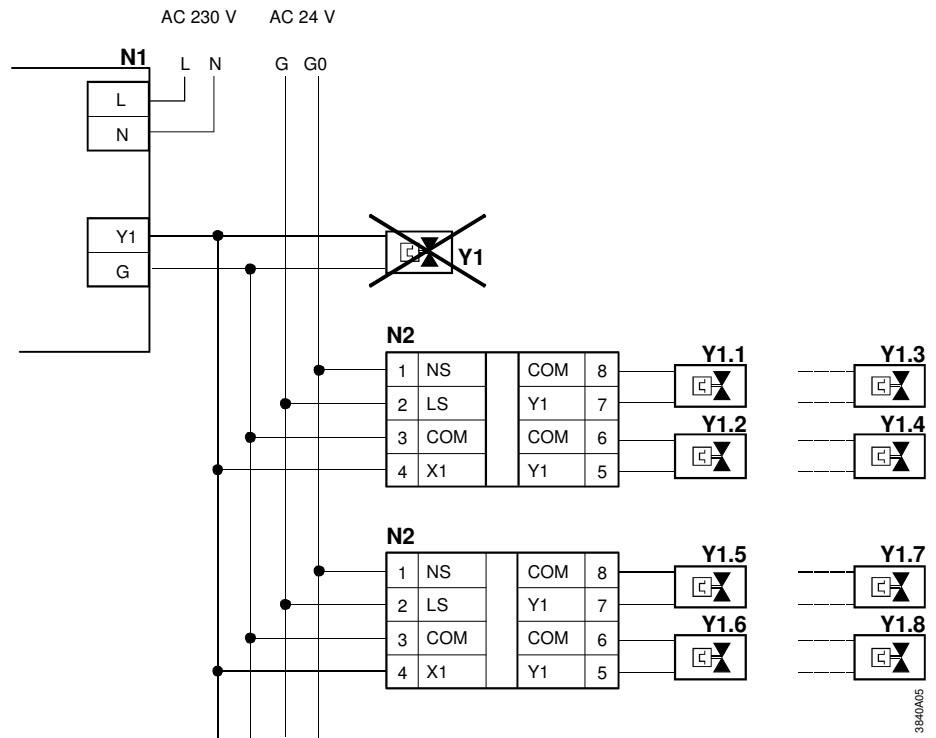 AC 230 V AC 24 V
N1 L N G G0
L
N
Y1
G
Y1
N2
1 NS COM 8
2 LS Y1 7
3 COM COM 6
4 X1 Y1 5
Y1.1 Y1.3
Y1.2 Y1.4
N2
1 NS COM 8
2 LS Y1 7
3 COM COM 6
4 X1 Y1 5
Y1.5 Y1.7
Y1.6 Y1.8
3840A05